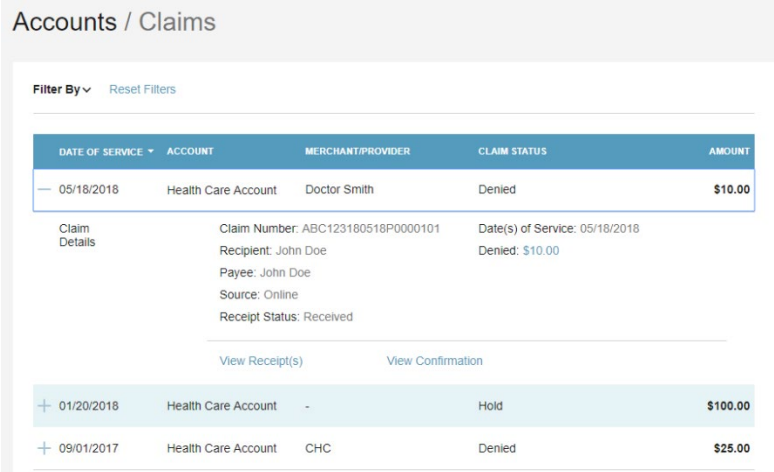 Accounts / Claims
Filter By Reset Filters
DATE OF SERVICE ACCOUNT MERCHANT/PROVIDER CLAIM STATUS AMOUNT
05/18/2018 Health Care Account Doctor Smith Denied $10.00
Claim Details
Claim Number: ABC123180518P0000101 Date(s) of Service: 05/18/2018
Recipient: John Doe Denied: $10.00
Payee: John Doe
Source: Online
Receipt Status: Received
View Receipt(s) View Confirmation
01/20/2018 Health Care Account - Hold $100.00
09/01/2017 Health Care Account CHC Denied $25.00